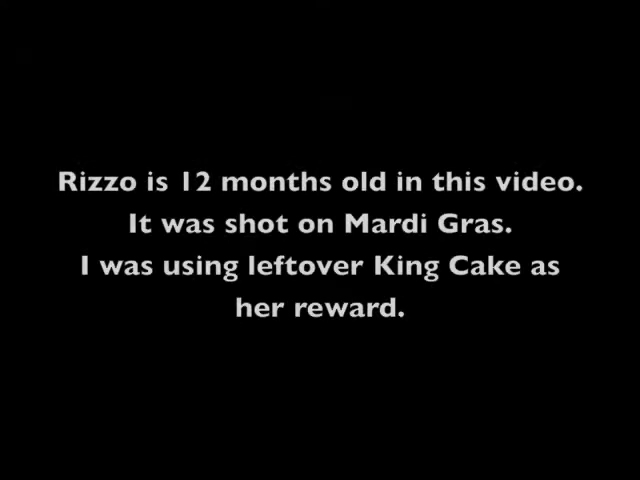 Rizzo is 12 months old in this video.
It was shot on Mardi Gras.
I was using leftover King Cake as
her reward.